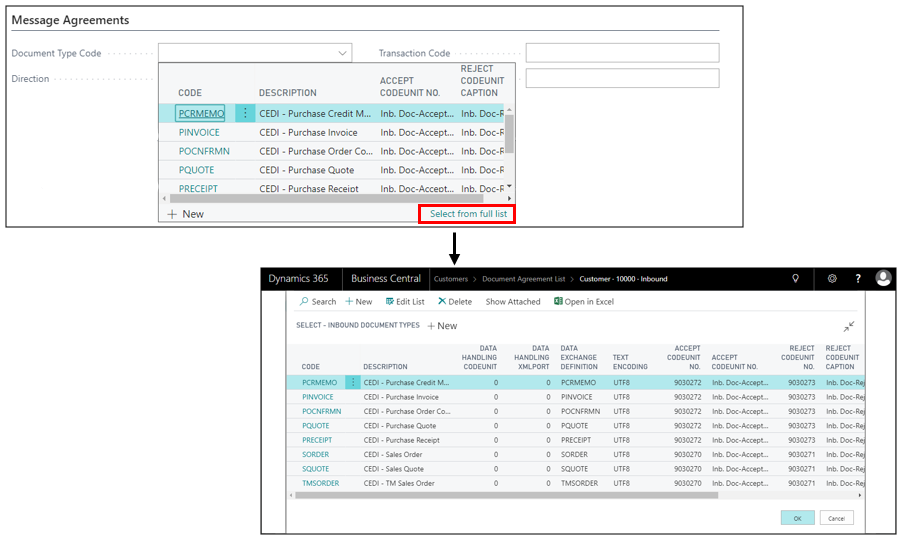 Message Agreements
Document Type Code
Transaction Code
Direction
CODE DESCRIPTION ACCEPT CODEUNIT NO. REJECT CODEUNIT CAPTION
PCRMEMO CEDI - Purchase Credit M... Inb. Doc-Accept... Inb. Doc-R
PINVOICE CEDI - Purchase Invoice Inb. Doc-Accept... Inb. Doc-R
POCNFRMN CEDI - Purchase Order Co... Inb. Doc-Accept... Inb. Doc-R
PQUOTE CEDI - Purchase Quote Inb. Doc-Accept... Inb. Doc-R
PRECEIPT CEDI - Purchase Receipt Inb. Doc-Accept... Inb. Doc-R
+ New Select from full list
Dynamics 365 Business Central Customers > Document Agreement List > Customer - 10000 - Inbound ?
Search + New Edit List Delete Show Attached Open in Excel
SELECT - INBOUND DOCUMENT TYPES + New
CODE DESCRIPTION DATA HANDLING CODEUNIT DATA HANDLING XMLPORT DATA EXCHANGE DEFINITION TEXT ENCODING ACCEPT CODEUNIT NO. ACCEPT CODEUNIT NO. REJECT CODEUNIT NO. REJECT CODEUNIT CAPTION
PCRMEMO CEDI - Purchase Credit M... 0 0 PCRMEMO UTF8 9030272 Inb. Doc-Accept... 9030273 Inb. Doc-Rej
PINVOICE CEDI - Purchase Invoice 0 0 PINVOICE UTF8 9030272 Inb. Doc-Accept... 9030273 Inb. Doc-Rej
POCNFRMN CEDI - Purchase Order Co... 0 0 POCNFRMN UTF8 9030272 Inb. Doc-Accept... 9030273 Inb. Doc-Rej
PQUOTE CEDI - Purchase Quote 0 0 PQUOTE UTF8 9030272 Inb. Doc-Accept... 9030273 Inb. Doc-Rej
PRECEIPT CEDI - Purchase Receipt 0 0 PRECEIPT UTF8 9030272 Inb. Doc-Accept... 9030273 Inb. Doc-Rej
SORDER CEDI - Sales Order 0 0 SORDER UTF8 9030270 Inb. Doc-Accept... 9030271 Inb. Doc-Rej
SQUOTE CEDI - Sales Quote 0 0 SQUOTE UTF8 9030270 Inb. Doc-Accept... 9030271 Inb. Doc-Rej
TMSORDER CEDI - TM Sales Order 0 0 TMSORDER UTF8 9030270 Inb. Doc-Accept... 9030271 Inb. Doc-Rej
OK Cancel